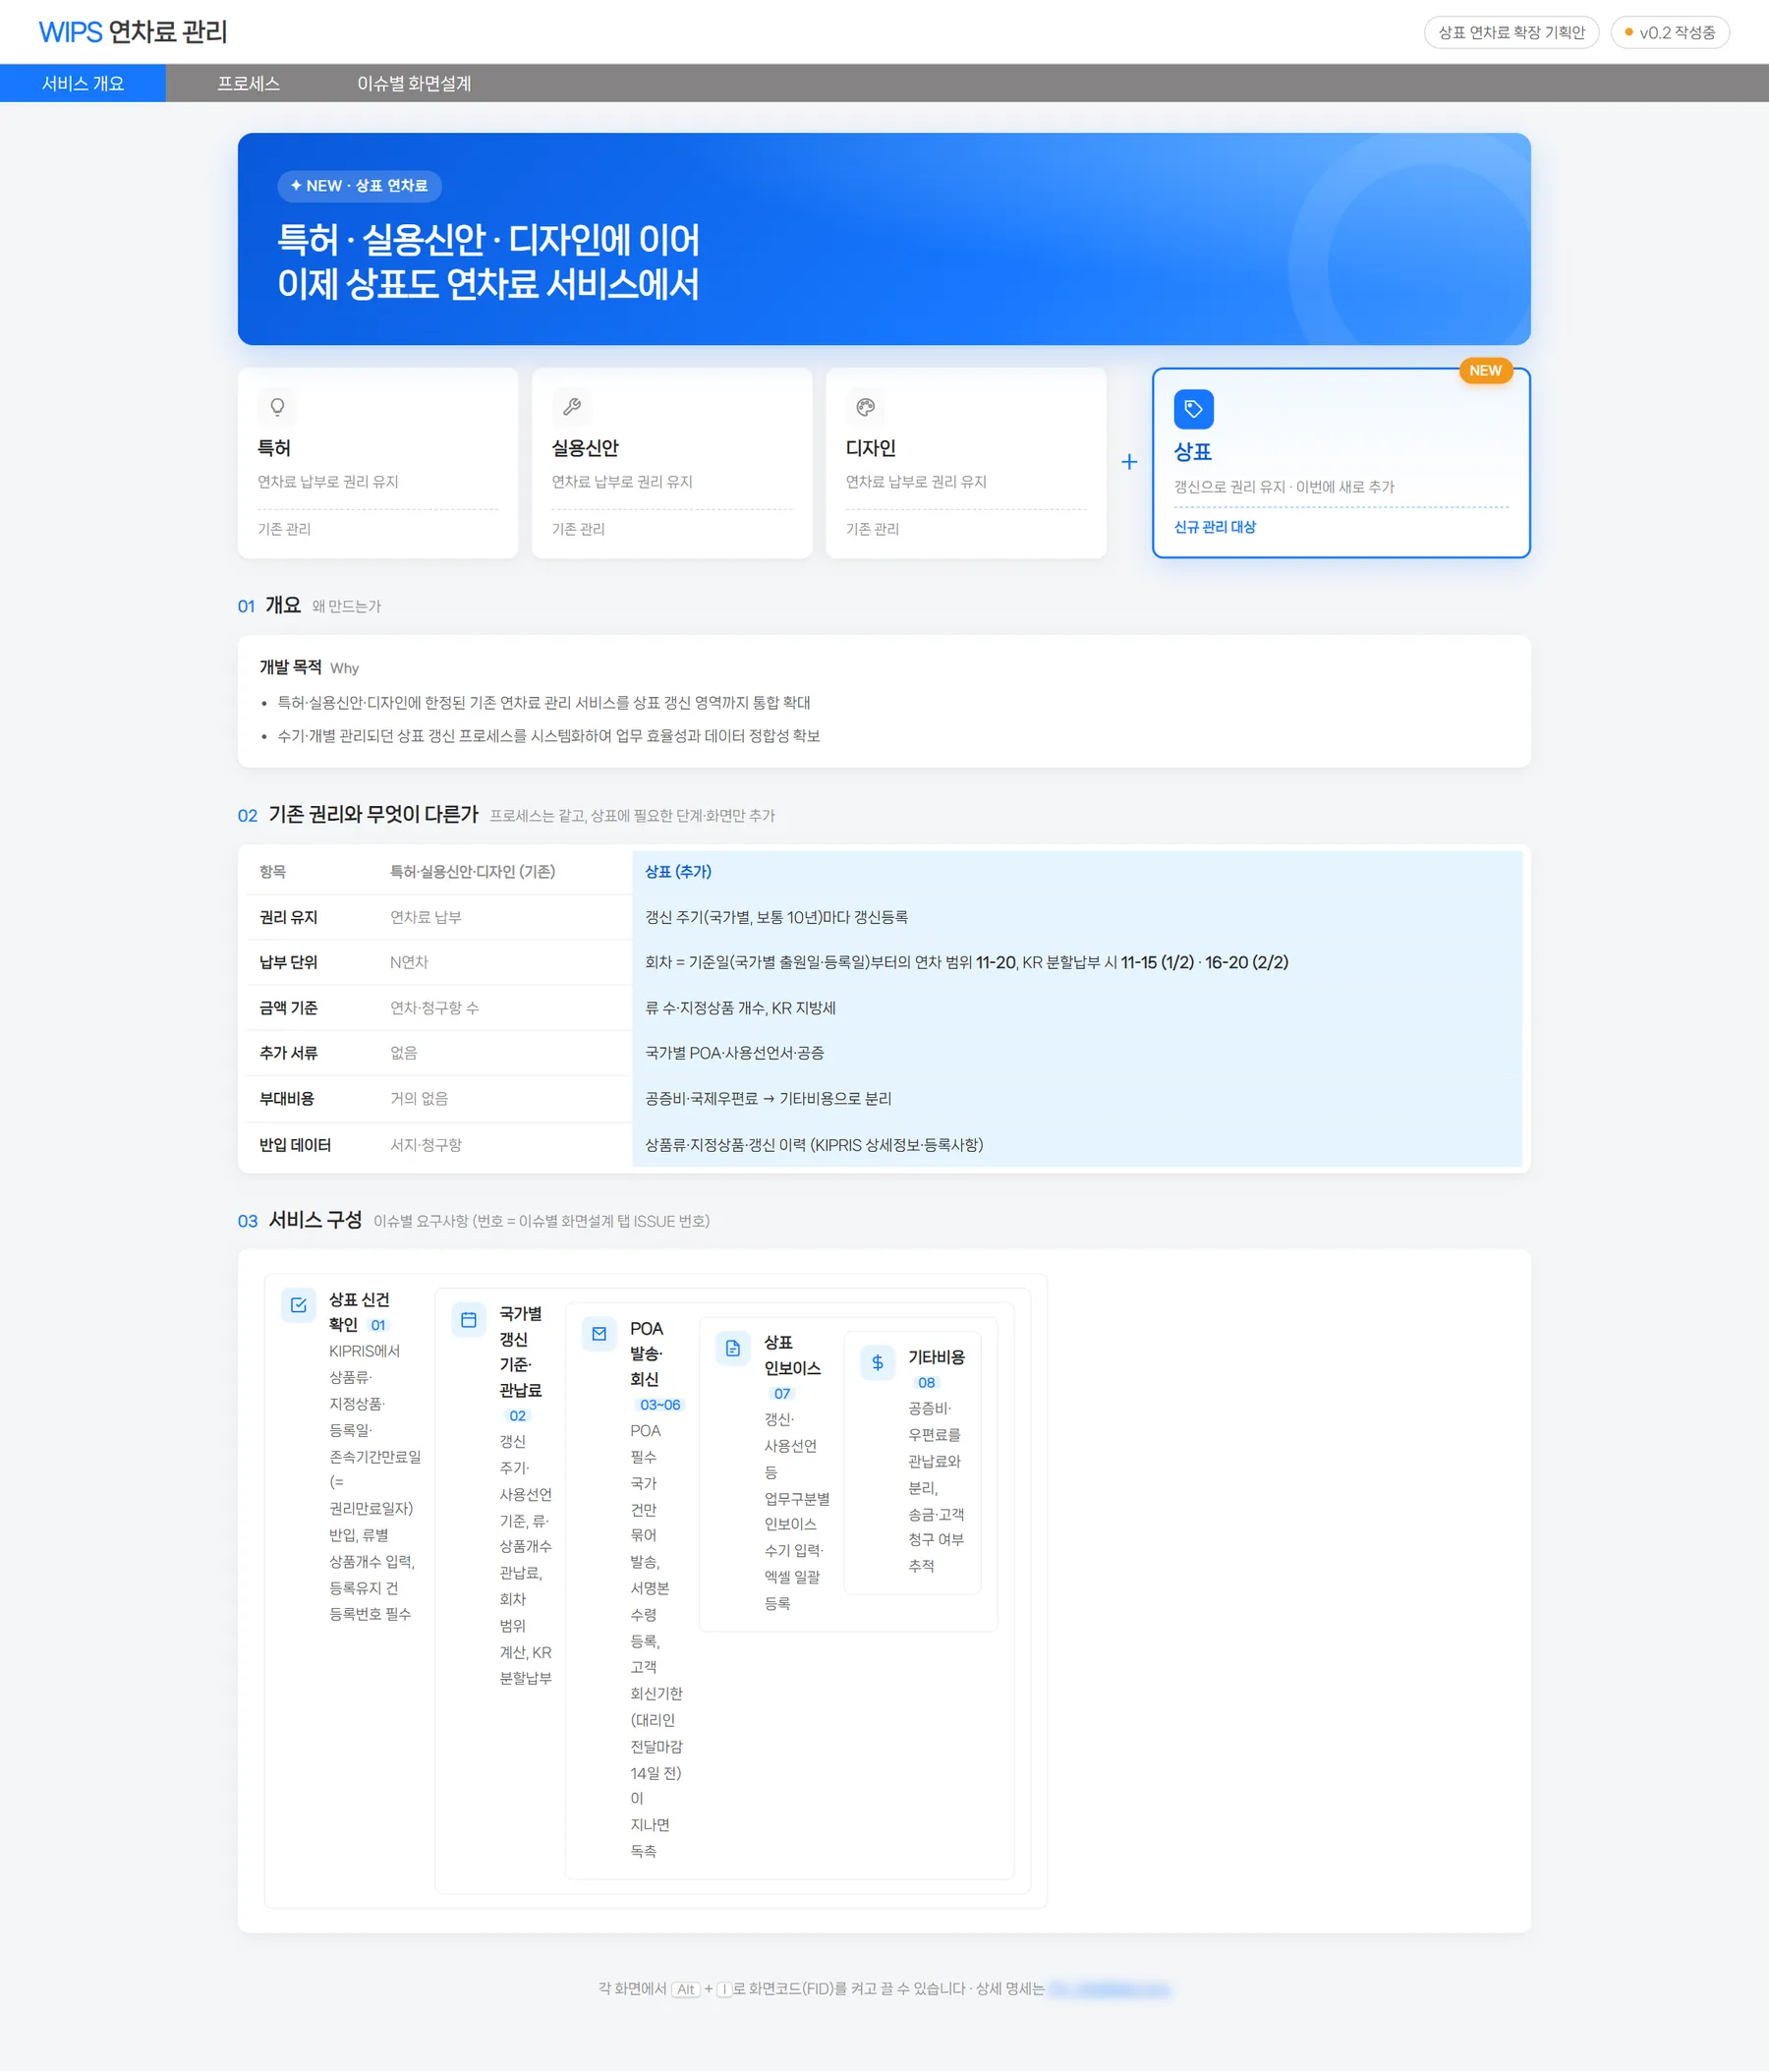 WIPS 연차료 관리
상표 연차료 확장 기획안
v0.2 작성중
서비스 개요
프로세스
이슈별 화면설계
✦ NEW · 상표 연차료
특허 · 실용신안 · 디자인에 이어
이제 상표도 연차료 서비스에서
특허
연차료 납부로 권리 유지
기존 관리
실용신안
연차료 납부로 권리 유지
기존 관리
디자인
연차료 납부로 권리 유지
기존 관리
+
NEW
상표
갱신으로 권리 유지 · 이번에 새로 추가
신규 관리 대상
01 개요 왜 만드는가
개발 목적 Why
• 특허·실용신안·디자인에 한정된 기존 연차료 관리 서비스를 상표 갱신 영역까지 통합 확대
• 수기·개별 관리되던 상표 갱신 프로세스를 시스템화하여 업무 효율성과 데이터 정합성 확보
02 기존 권리와 무엇이 다른가 프로세스는 같고, 상표에 필요한 단계·화면만 추가
항목 특허·실용신안·디자인 (기존) 상표 (추가)
권리 유지 연차료 납부 갱신 주기(국가별, 보통 10년)마다 갱신등록
납부 단위 N연차 회차 = 기준일(국가별 출원일·등록일)부터의 연차 범위 11-20, KR 분할납부 시 11-15 (1/2) · 16-20 (2/2)
금액 기준 연차·청구항 수 류 수·지정상품 개수, KR 지방세
추가 서류 없음 국가별 POA·사용선언서·공증
부대비용 거의 없음 공증비·국제우편료 → 기타비용으로 분리
반입 데이터 서지·청구항 상품류·지정상품·갱신 이력 (KIPRIS 상세정보·등록사항)
03 서비스 구성 이슈별 요구사항 (번호 = 이슈별 화면설계 탭 ISSUE 번호)
상표 신건
확인 01
KIPRIS에서
상품류·
지정상품·
등록일·
존속기간만료일
(=
권리만료일자)
반입, 류별
상품개수 입력,
등록유지 건
등록번호 필수
국가별
갱신
기준·
관납료
02
갱신
주기·
사용선언
기준, 류·
상품개수
관납료,
회차
범위
계산, KR
분할납부
POA
발송·
회신
03~06
POA
필수
국가
건만
묶어
발송,
서명본
수령
등록,
고객
회신기한
(대리인
전달마감
14일 전)
이
지나면
독촉
상표
인보이스
07
갱신·
사용선언
등
업무구분별
인보이스
수기 입력·
엑셀 일괄
등록
기타비용
08
공증비·
우편료를
관납료와
분리,
송금·고객
청구 여부
추적
각 화면에서 Alt + I 로 화면코드(FID)를 켜고 끌 수 있습니다 · 상세 명세는